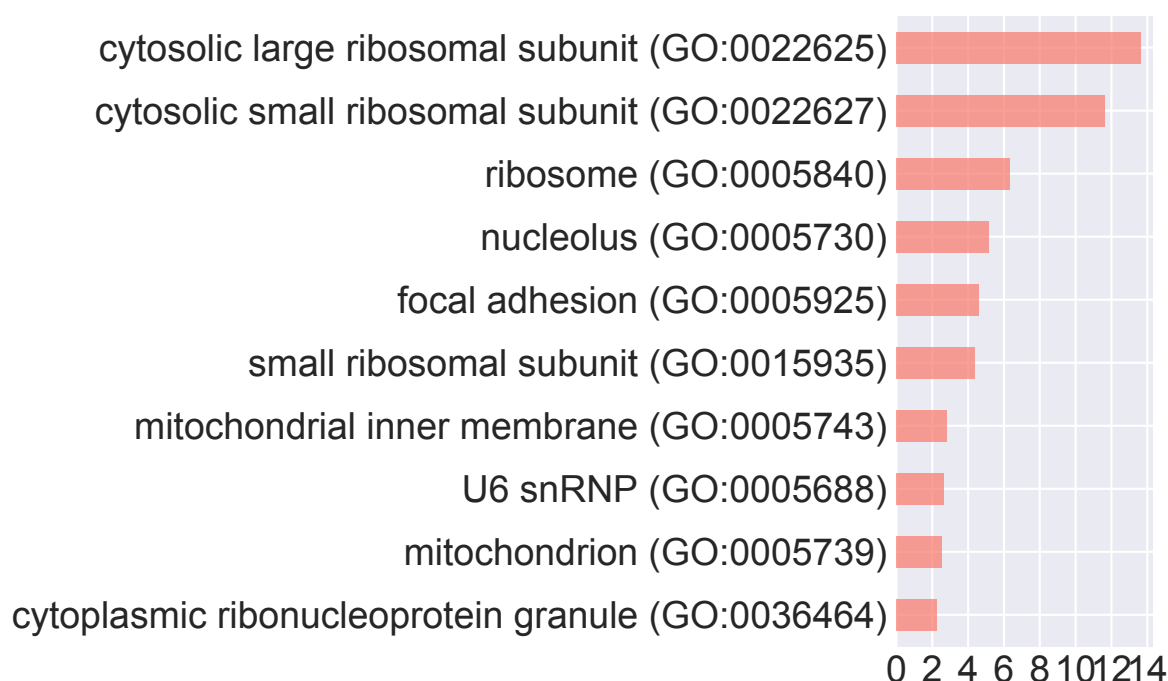 cytosolic large ribosomal subunit (GO:0022625)
cytosolic small ribosomal subunit (GO:0022627)
ribosome (GO:0005840)
nucleolus (GO:0005730)
focal adhesion (GO:0005925)
small ribosomal subunit (GO:0015935)
mitochondrial inner membrane (GO:0005743)
U6 snRNP (GO:0005688)
mitochondrion (GO:0005739)
cytoplasmic ribonucleoprotein granule (GO:0036464)
0 2 4 6 8 10 12 14